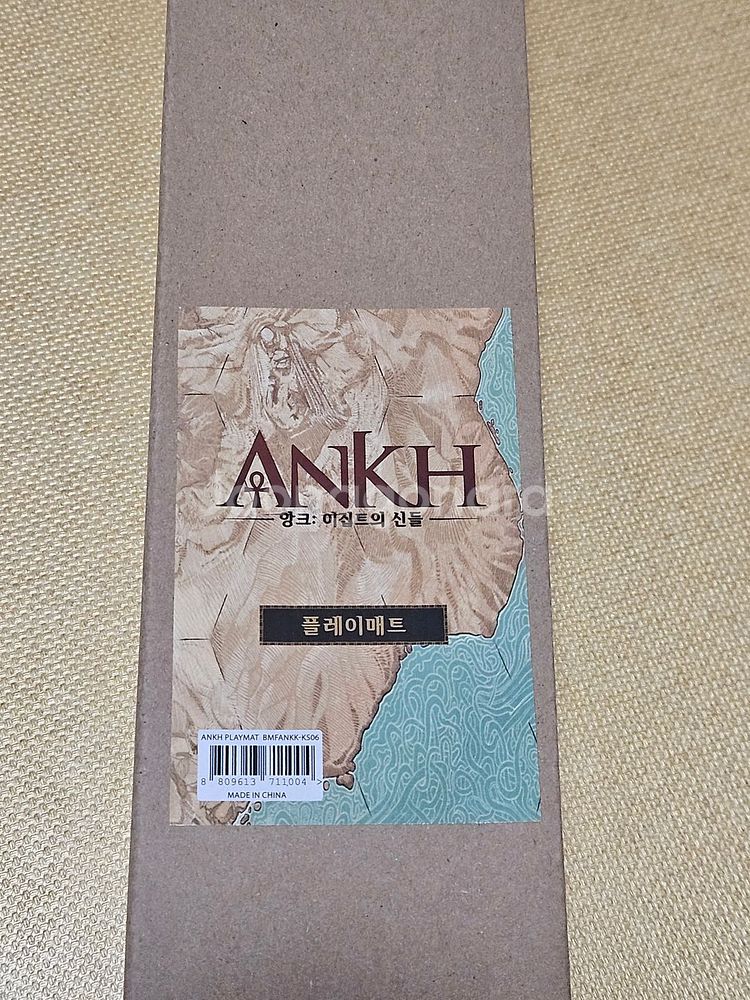 ANKH
앙크: 이집트의 신들
플레이매트
ANKH PLAYMAT BMFANKK-KS06
8 809613 711004 >
MADE IN CHINA